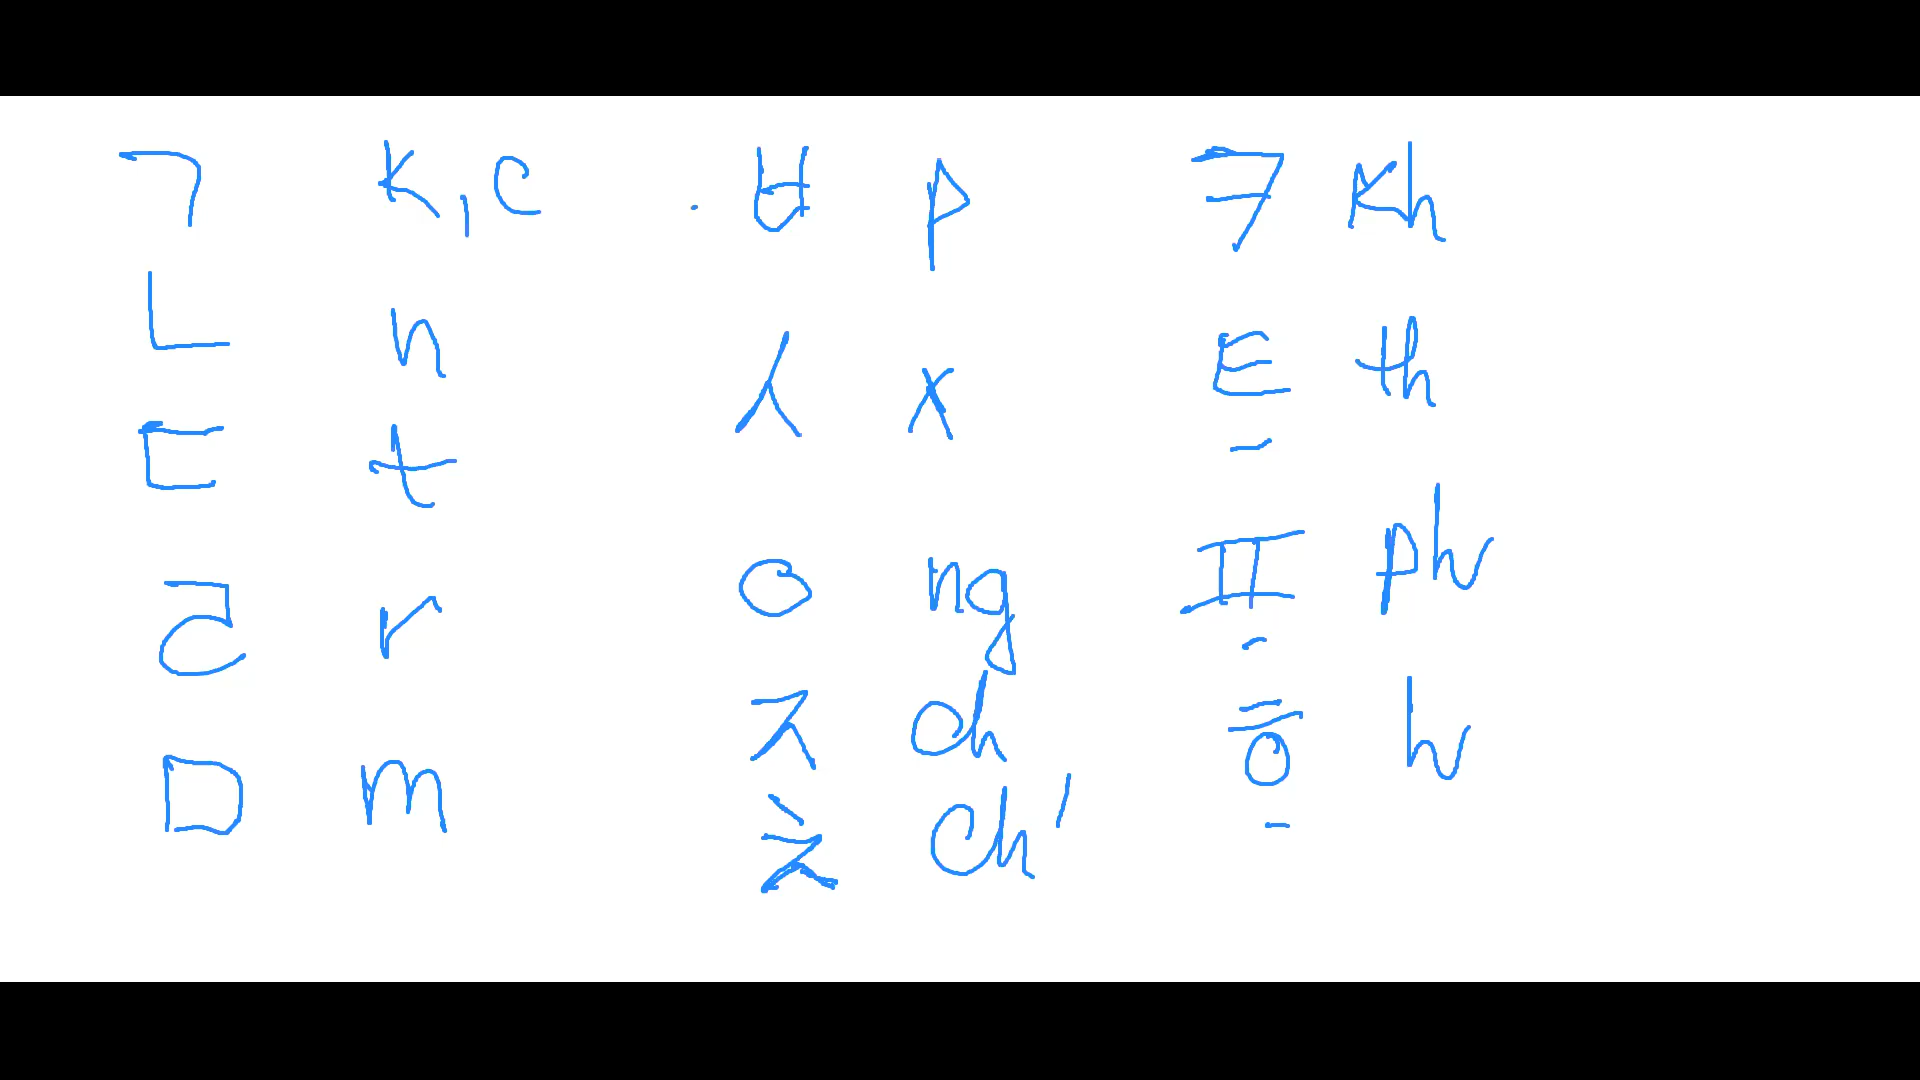 ㄱ k,c ㅂ p ㅋ kh
ㄴ n ㅅ x ㅌ th
ㄷ t ㅇ ng ㅍ ph
ㄹ r ㅈ ch ㅎ h
ㅁ m ㅊ ch'